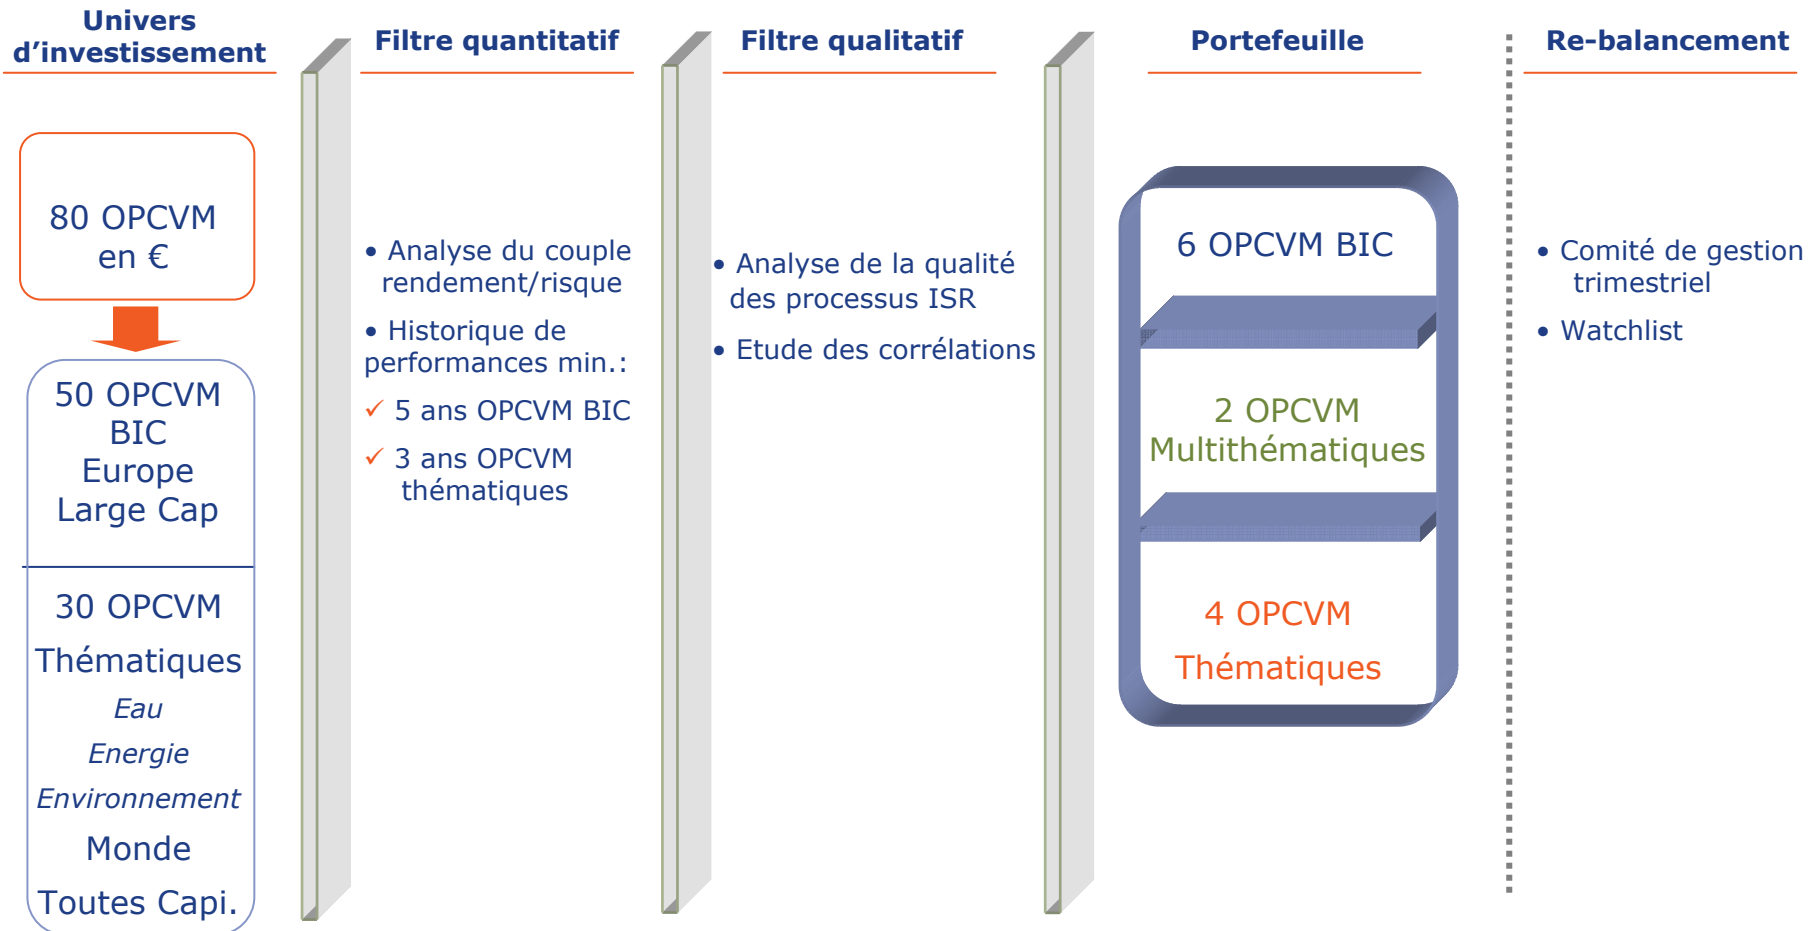 Univers
d’investissement
80 OPCVM
en €
50 OPCVM
BIC
Europe
Large Cap
30 OPCVM
Thématiques
Eau
Energie
Environnement
Monde
Toutes Capi.
Filtre quantitatif
• Analyse du couple
rendement/risque
• Historique de
performances min.:
✓ 5 ans OPCVM BIC
✓ 3 ans OPCVM
thématiques
Filtre qualitatif
• Analyse de la qualité
des processus ISR
• Etude des corrélations
Portefeuille
6 OPCVM BIC
2 OPCVM
Multithématiques
4 OPCVM
Thématiques
Re-balancement
• Comité de gestion
trimestriel
• Watchlist